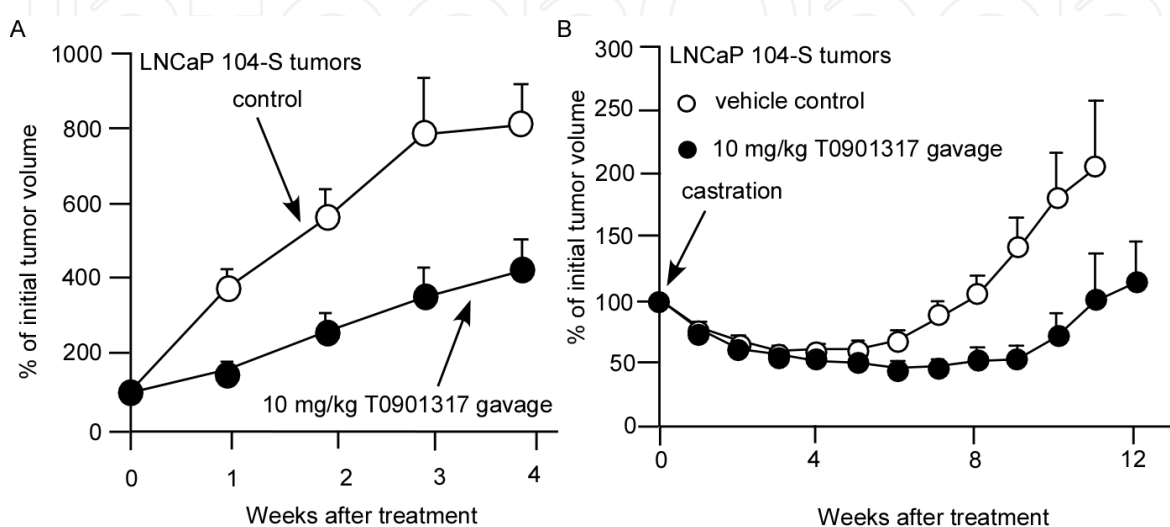 A
% of initial tumor volume
1000
800
600
400
200
0
LNCaP 104-S tumors
control
10 mg/kg T0901317 gavage
0 1 2 3 4
Weeks after treatment
B
% of initial tumor volume
300
250
200
150
100
50
0
LNCaP 104-S tumors
vehicle control
10 mg/kg T0901317 gavage
castration
0 4 8 12
Weeks after treatment